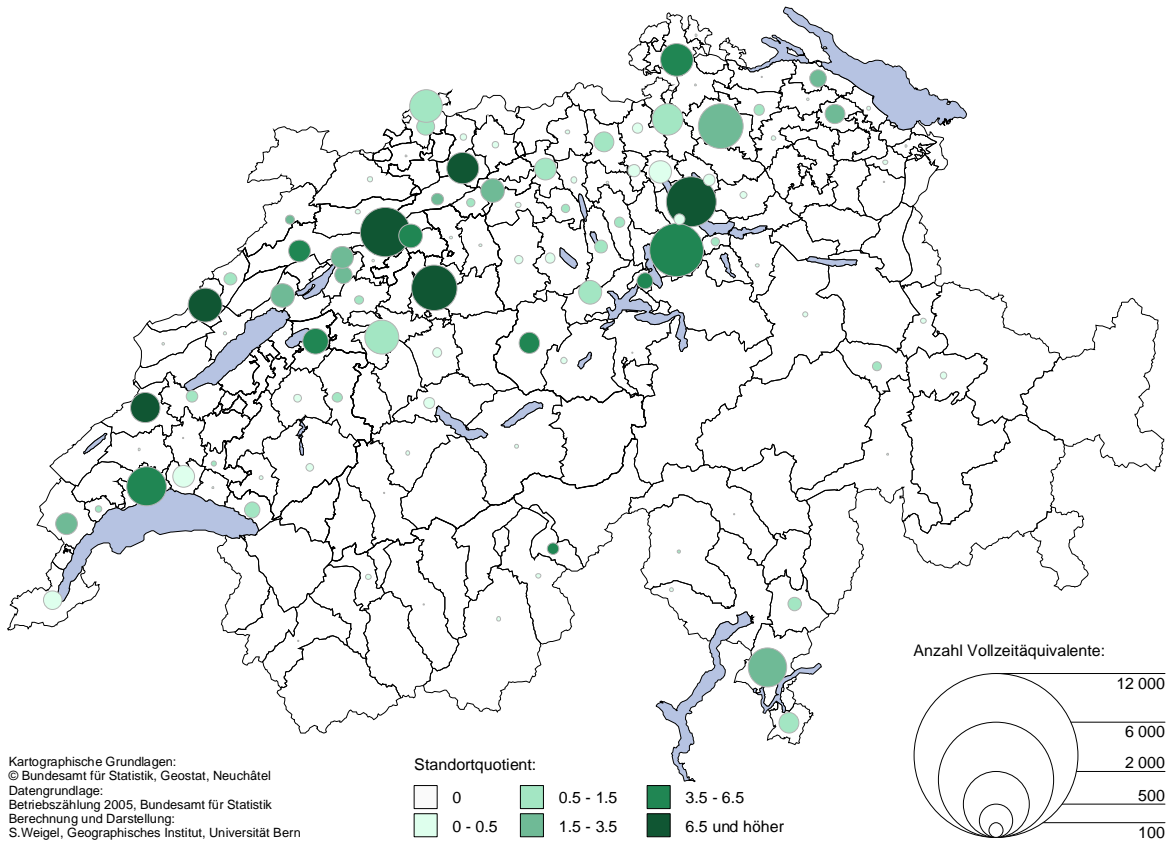 Anzahl Vollzeitäquivalente:
12 000
6 000
2 000
500
100
Kartographische Grundlagen:
© Bundesamt für Statistik, Geostat, Neuchâtel
Datengrundlage:
Betriebszählung 2005, Bundesamt für Statistik
Berechnung und Darstellung:
S.Weigel, Geographisches Institut, Universität Bern
Standortquotient:
0
0.5 - 1.5
3.5 - 6.5
0 - 0.5
1.5 - 3.5
6.5 und höher